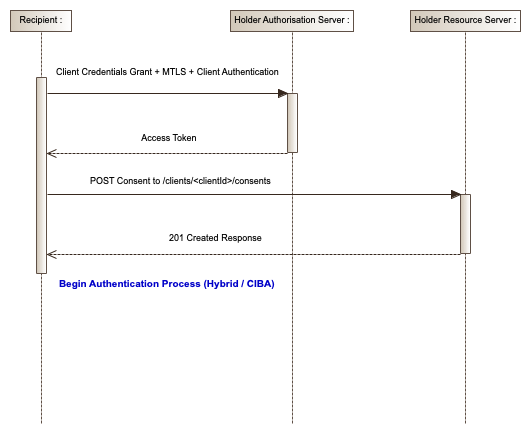 Recipient :
Holder Authorisation Server :
Holder Resource Server :
Client Credentials Grant + MTLS + Client Authentication
Access Token
POST Consent to /clients/<clientId>/consents
201 Created Response
Begin Authentication Process (Hybrid / CIBA)